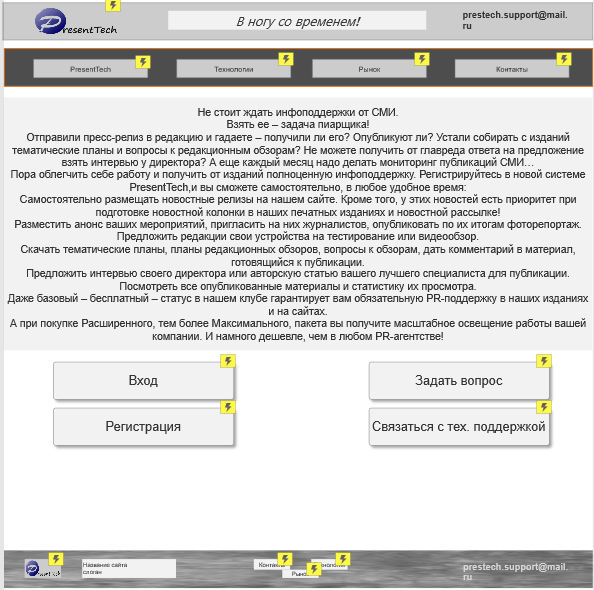 PresentTech
В ногу со временем!
prestech.support@mail.
ru
PresentTech
Технологии
Рынок
Контакты
Не стоит ждать инфоподдержки от СМИ.
Взять ее – задача пиарщика!
Отправили пресс-релиз в редакцию и гадаете – получили ли его? Опубликуют ли? Устали собирать с изданий
тематические планы и вопросы к редакционным обзорам? Не можете получить от главреда ответа на предложение
взять интервью у директора? А еще каждый месяц надо делать мониторинг публикаций СМИ…
Пора облегчить себе работу и получить от изданий полноценную инфоподдержку. Регистрируйтесь в новой системе
PresentTech,и вы сможете самостоятельно, в любое удобное время:
Самостоятельно размещать новостные релизы на нашем сайте. Кроме того, у этих новостей есть приоритет при
подготовке новостной колонки в наших печатных изданиях и новостной рассылке!
Разместить анонс ваших мероприятий, пригласить на них журналистов, опубликовать по их итогам фоторепортаж.
Предложить редакции свои устройства на тестирование или видеообзор.
Скачать тематические планы, планы редакционных обзоров, вопросы к обзорам, дать комментарий в материал,
готовящийся к публикации.
Предложить интервью своего директора или авторскую статью вашего лучшего специалиста для публикации.
Посмотреть все опубликованные материалы и статистику их просмотра.
Даже базовый – бесплатный – статус в нашем клубе гарантирует вам обязательную PR-поддержку в наших изданиях
и на сайтах.
А при покупке Расширенного, тем более Максимального, пакета вы получите масштабное освещение работы вашей
компании. И намного дешевле, чем в любом PR-агентстве!
Вход
Задать вопрос
Регистрация
Связаться с тех. поддержкой
Название сайта
слоган
prestech.support@mail.
ru